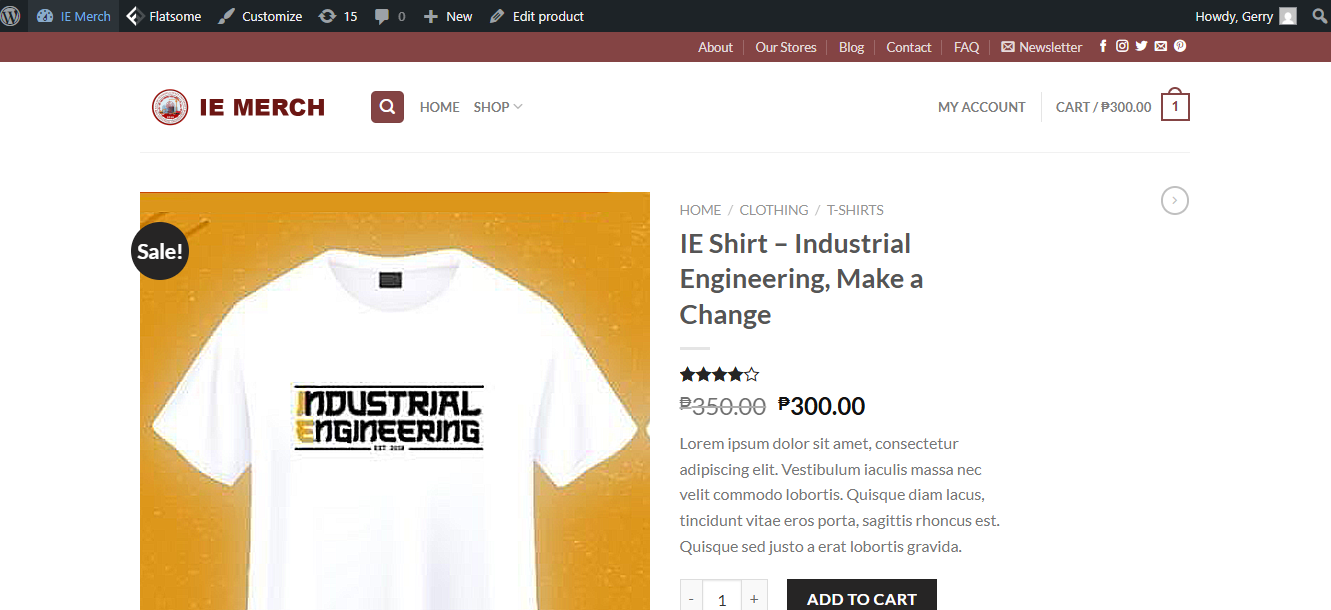 IE Merch Flatsome Customize 15 0 + New Edit product Howdy, Gerry
About Our Stores Blog Contact FAQ Newsletter
IE MERCH HOME SHOP MY ACCOUNT CART / ₱300.00 1
HOME / CLOTHING / T-SHIRTS
Sale!
IE Shirt – Industrial
Engineering, Make a
Change
₱350.00 ₱300.00
INDUSTRIAL
ENGINEERING
Lorem ipsum dolor sit amet, consectetur
adipiscing elit. Vestibulum iaculis massa nec
velit commodo lobortis. Quisque diam lacus,
tincidunt vitae eros porta, sagittis rhoncus est.
Quisque sed justo a erat lobortis gravida.
- 1 + ADD TO CART